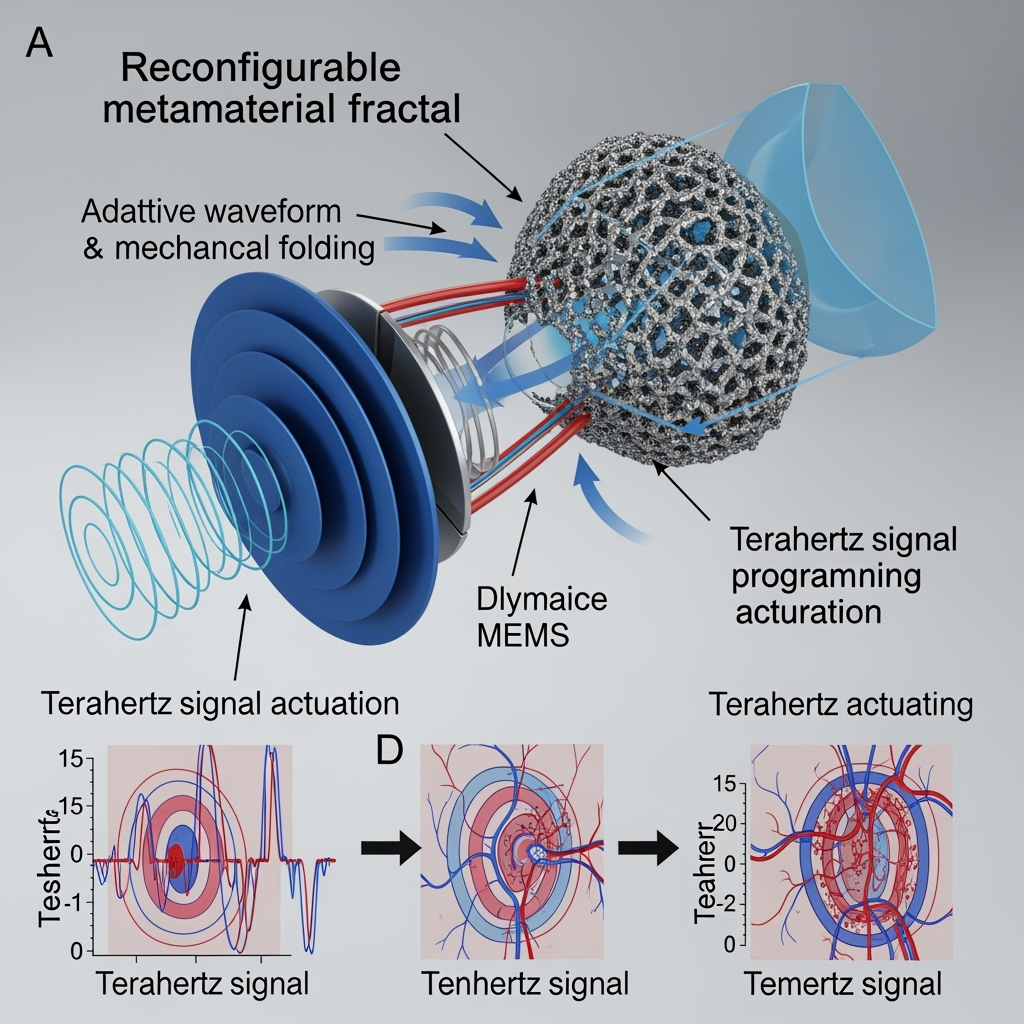 A
Reconfigurable
metamaterial fractal
Adattive waveform
& mechancal folding
Dlymaice
MEMS
Terahertz signal
programning
acturation
Terahertz signal actuation
Terahertz actuating
D
15
15
0
-1
0
Terahertz signal
Tenhertz signal
15
20
0
-2
0
Teahrerr
Temertz signal